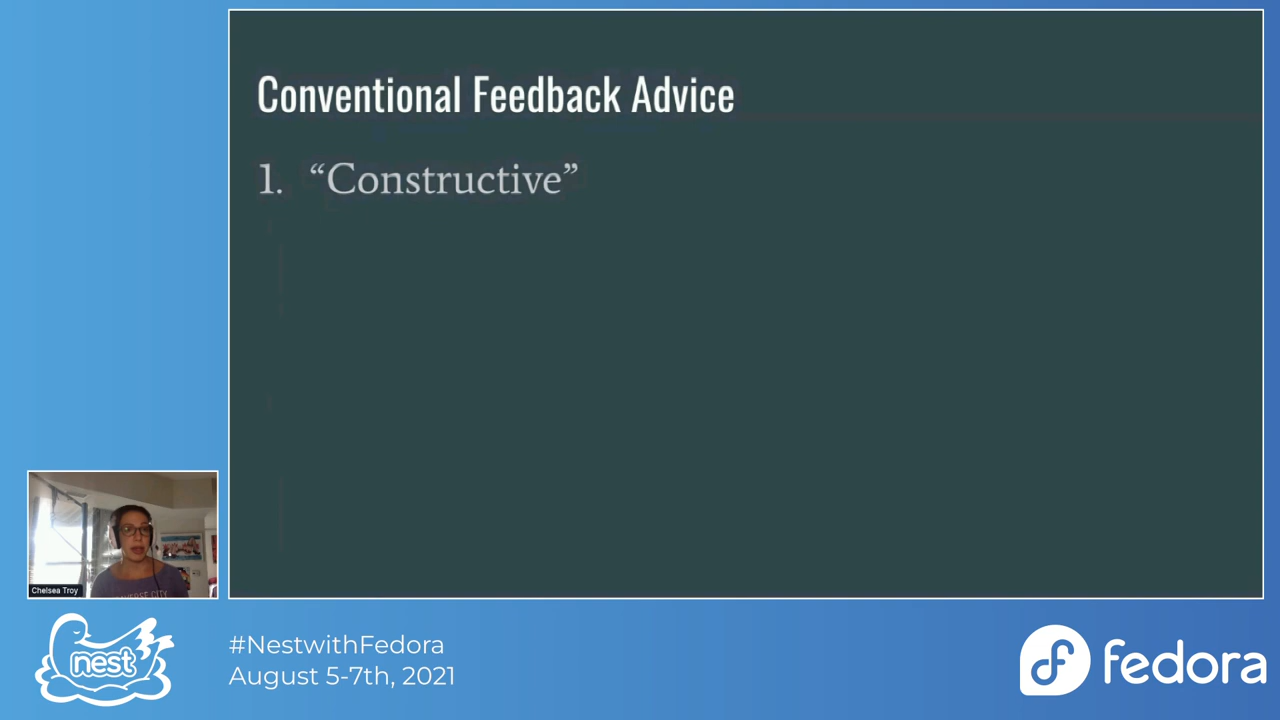 Conventional Feedback Advice
1. “Constructive”
Chelsea Troy
nest
#NestwithFedora
August 5-7th, 2021
fedora